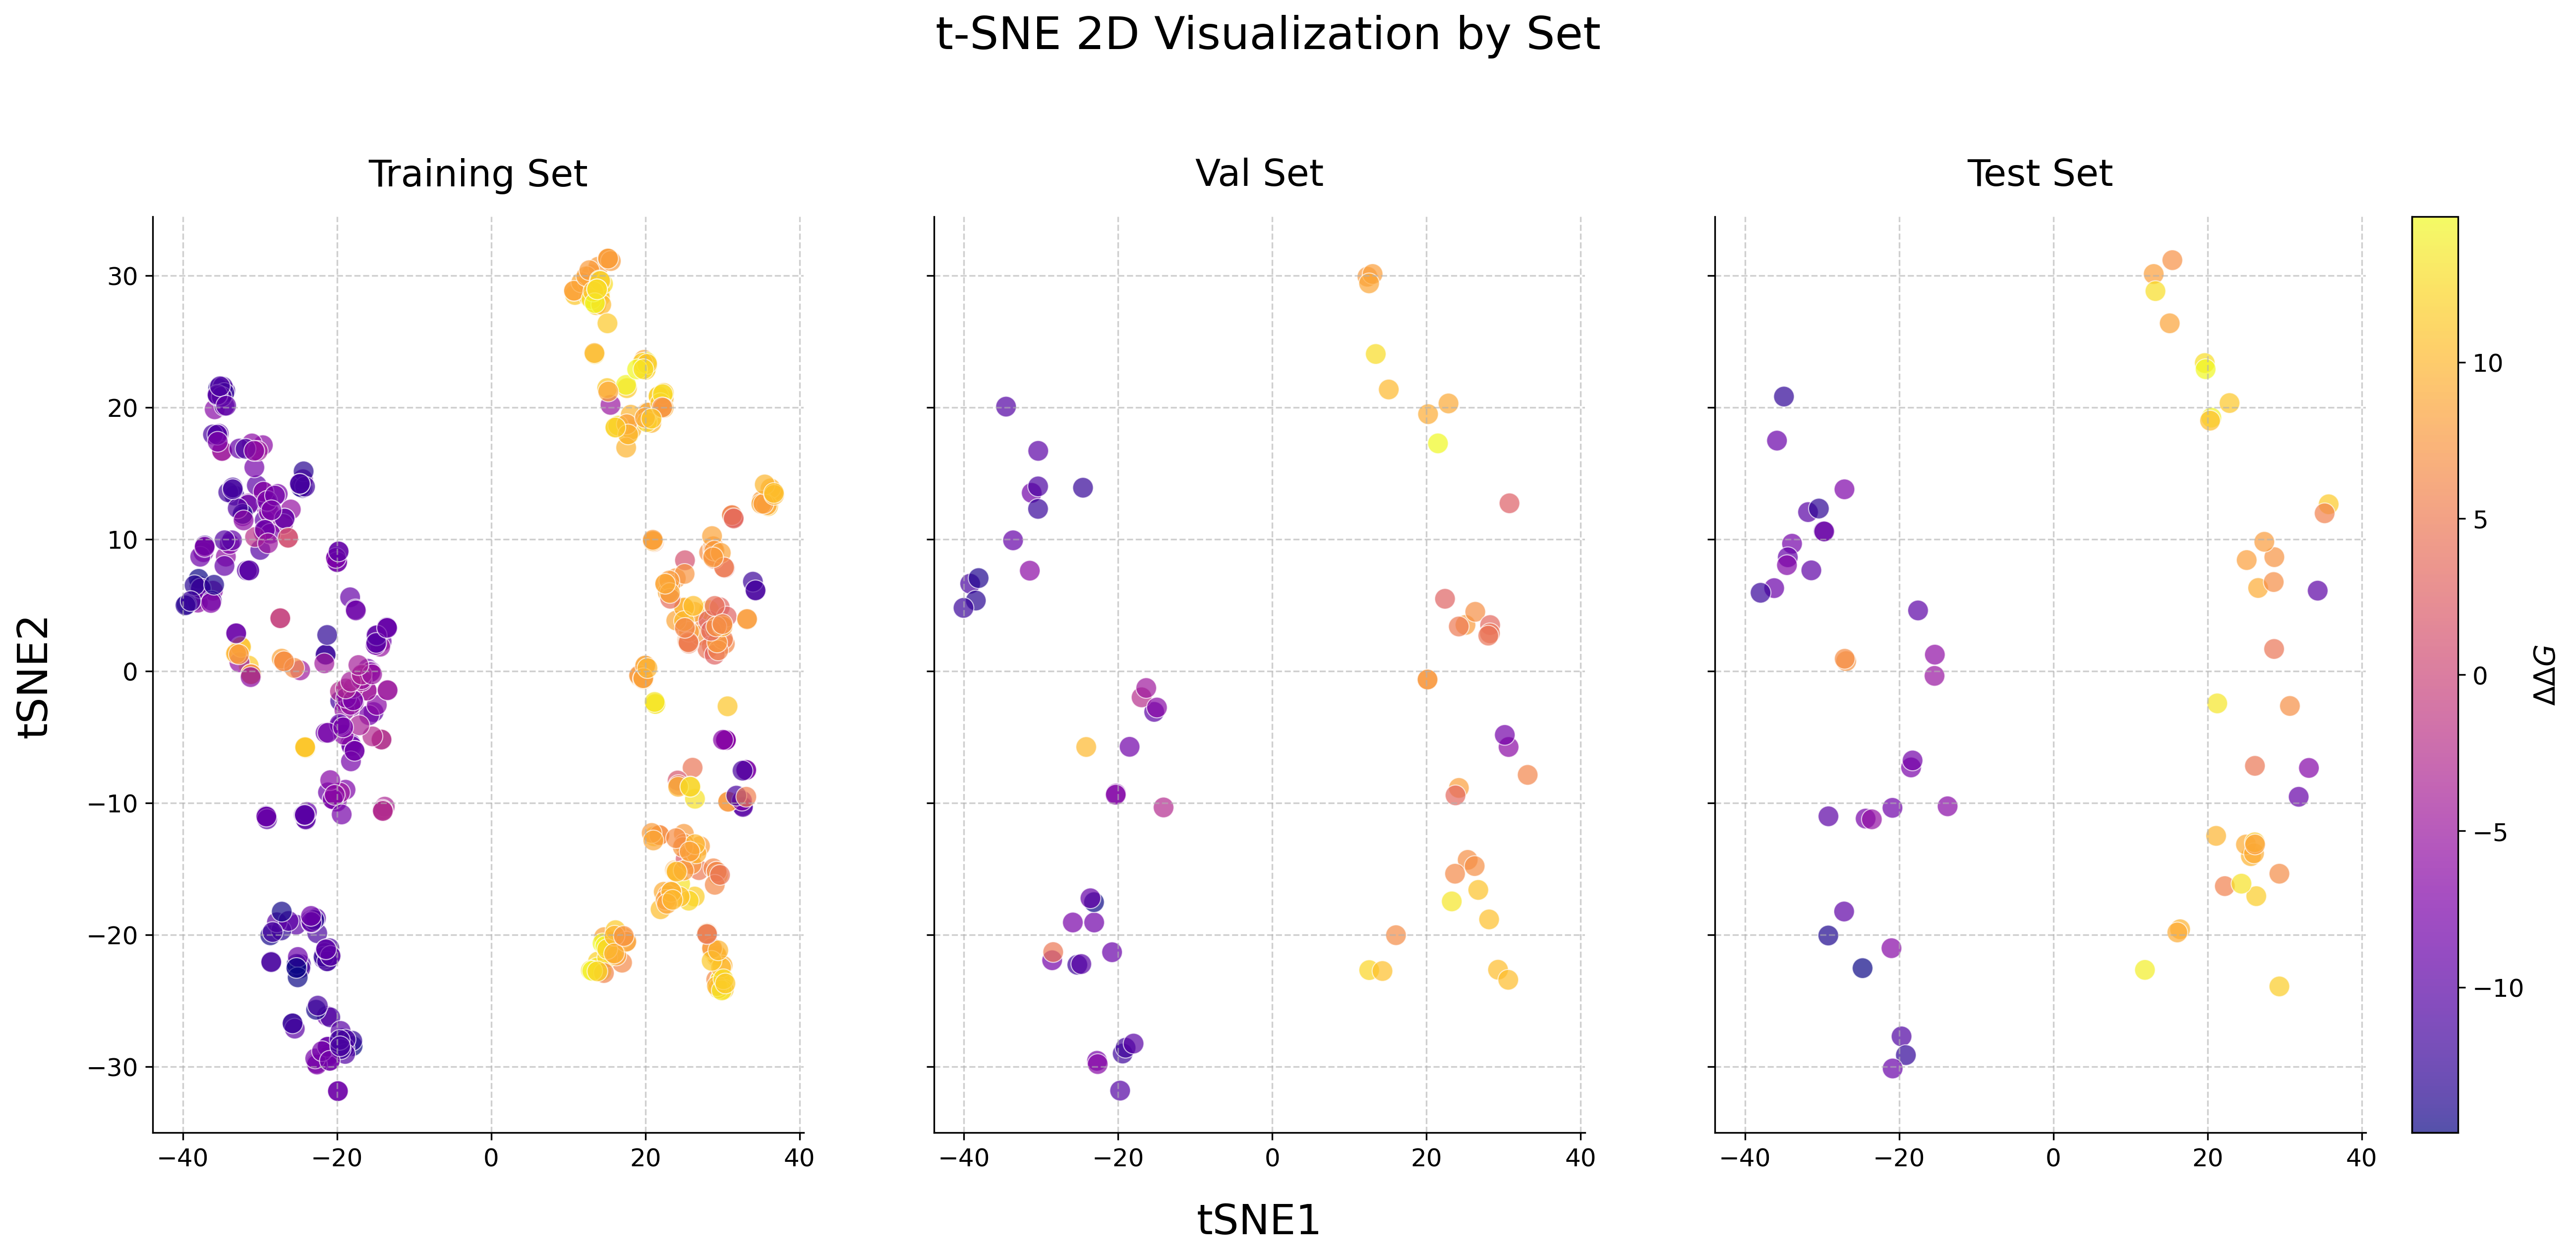 t-SNE 2D Visualization by Set
Training Set
Val Set
Test Set
tSNE2
30
20
10
0
−10
−20
−30
−40 −20 0 20 40
−40 −20 0 20 40
−40 −20 0 20 40
tSNE1
10
5
0
−5
−10
ΔΔG